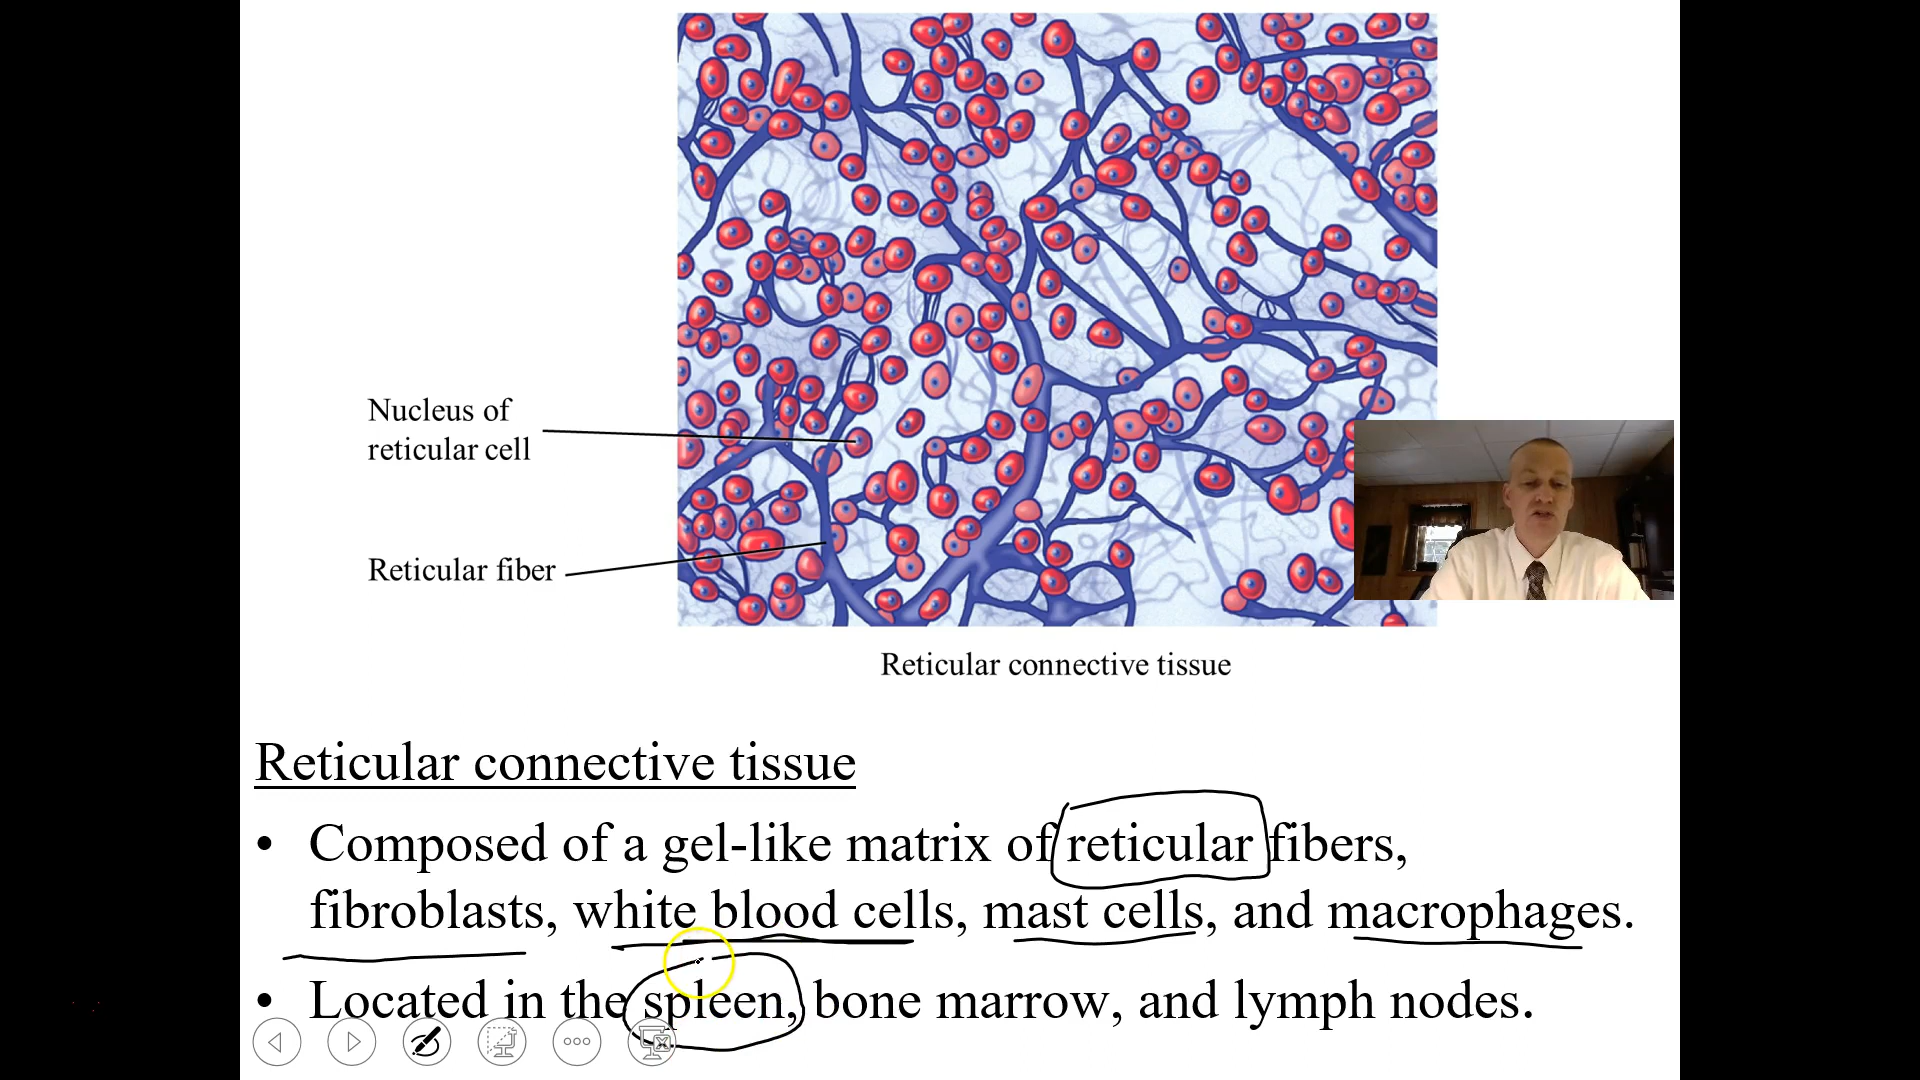 Nucleus of
reticular cell
Reticular fiber
Reticular connective tissue
Reticular connective tissue
• Composed of a gel-like matrix of reticular fibers,
fibroblasts, white blood cells, mast cells, and macrophages.
• Located in the spleen, bone marrow, and lymph nodes.